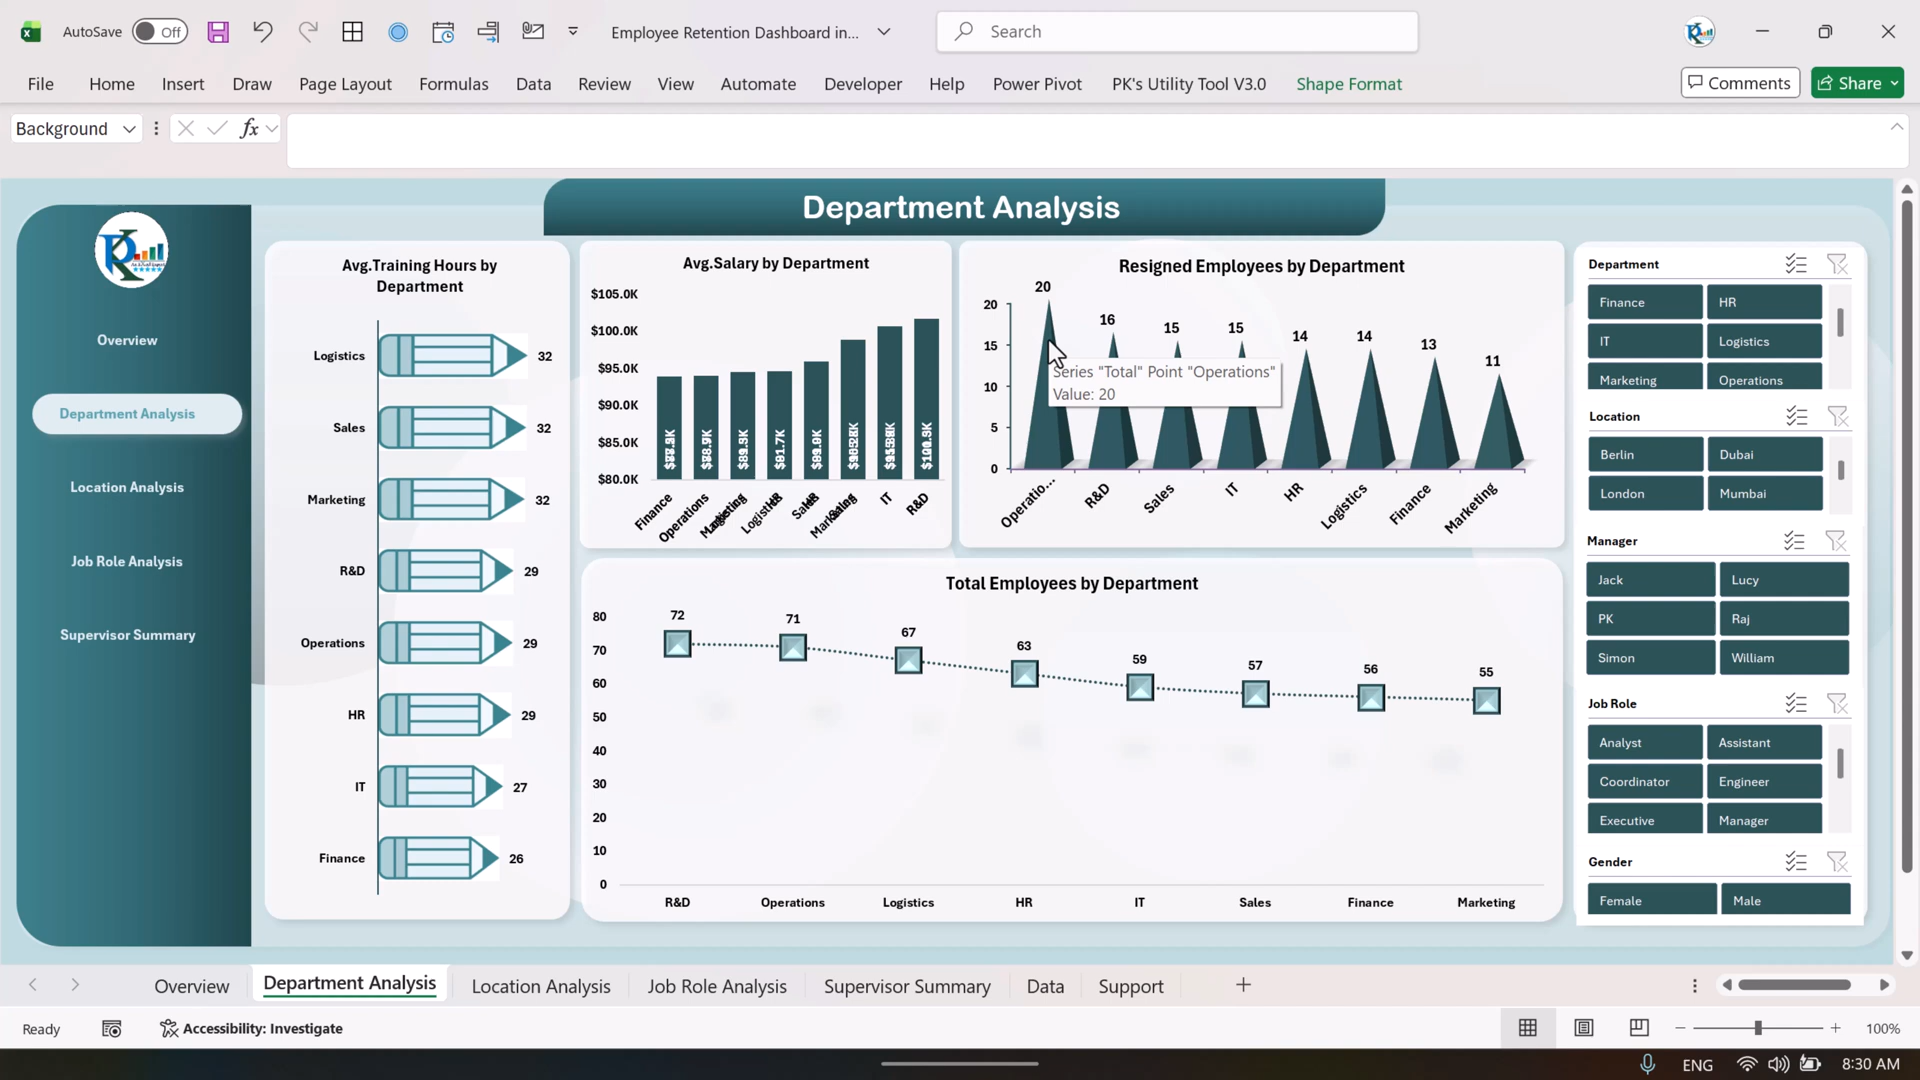 AutoSave
Off
Employee Retention Dashboard in...
Search
File
Home
Insert
Draw
Page Layout
Formulas
Data
Review
View
Automate
Developer
Help
Power Pivot
PK's Utility Tool V3.0
Shape Format
Comments
Share
Background
fx
Department Analysis
Overview
Department Analysis
Location Analysis
Job Role Analysis
Supervisor Summary
Avg.Training Hours by
Department
Logistics
32
Sales
32
Marketing
32
R&D
29
Operations
29
HR
29
IT
27
Finance
26
Avg.Salary by Department
$105.0K
$100.0K
$95.0K
$90.0K
$85.0K
$80.0K
Finance
Operations
IT
R&D
Resigned Employees by Department
20
15
10
5
0
20
16
15
15
14
14
13
11
Series "Total" Point "Operations"
Value: 20
Operatio...
R&D
Sales
IT
HR
Logistics
Finance
Marketing
Total Employees by Department
80
70
60
50
40
30
20
10
0
72
71
67
63
59
57
56
55
R&D
Operations
Logistics
HR
IT
Sales
Finance
Marketing
Department
Finance
HR
IT
Logistics
Marketing
Operations
Location
Berlin
Dubai
London
Mumbai
Manager
Jack
Lucy
PK
Raj
Simon
William
Job Role
Analyst
Assistant
Coordinator
Engineer
Executive
Manager
Gender
Female
Male
Overview
Department Analysis
Location Analysis
Job Role Analysis
Supervisor Summary
Data
Support
Ready
Accessibility: Investigate
100%
ENG
8:30 AM